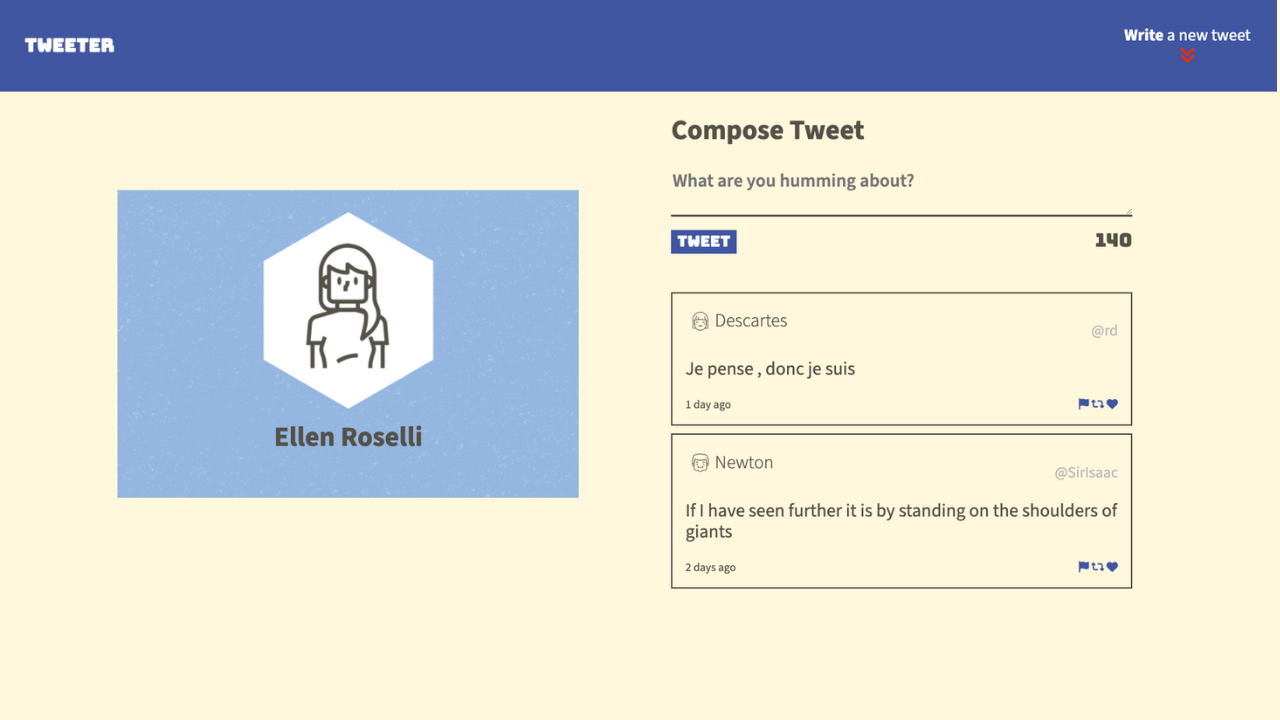 TWEETER
Write a new tweet
Ellen Roselli
Compose Tweet
What are you humming about?
TWEET
140
Descartes
@rd
Je pense , donc je suis
1 day ago
Newton
@SirIsaac
If I have seen further it is by standing on the shoulders of
giants
2 days ago